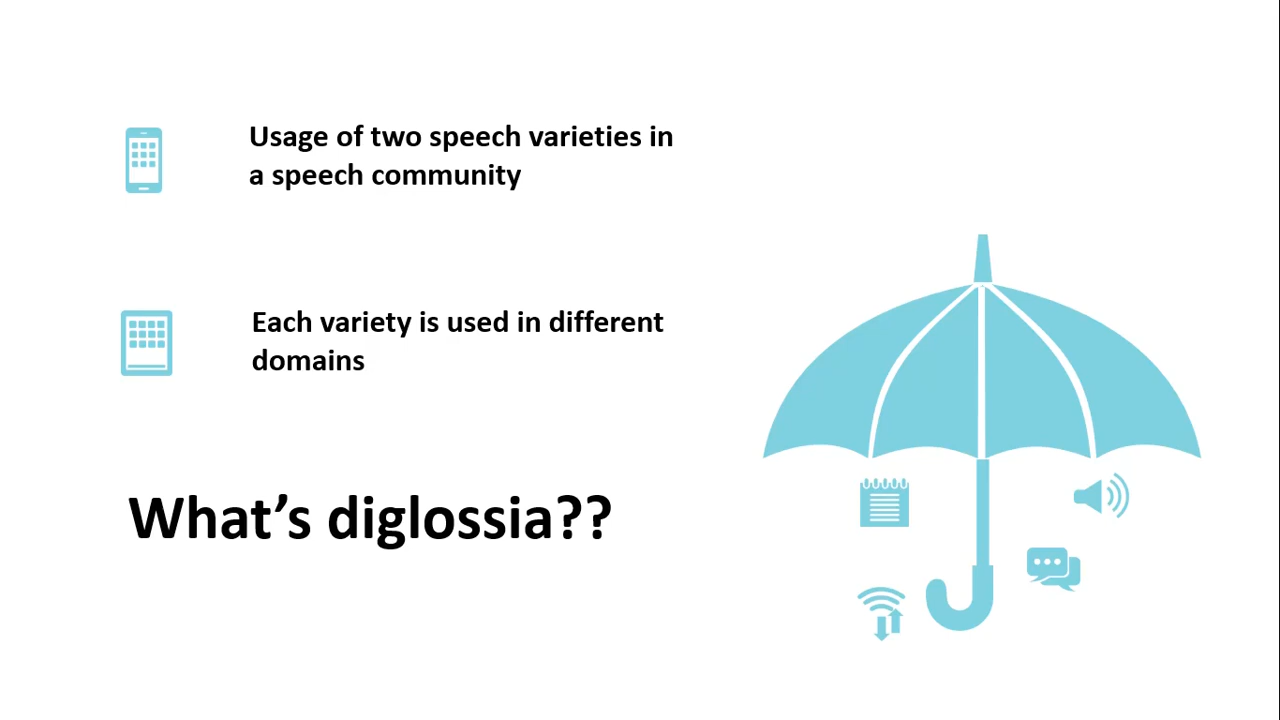 Usage of two speech varieties in
a speech community
Each variety is used in different
domains
What’s diglossia??